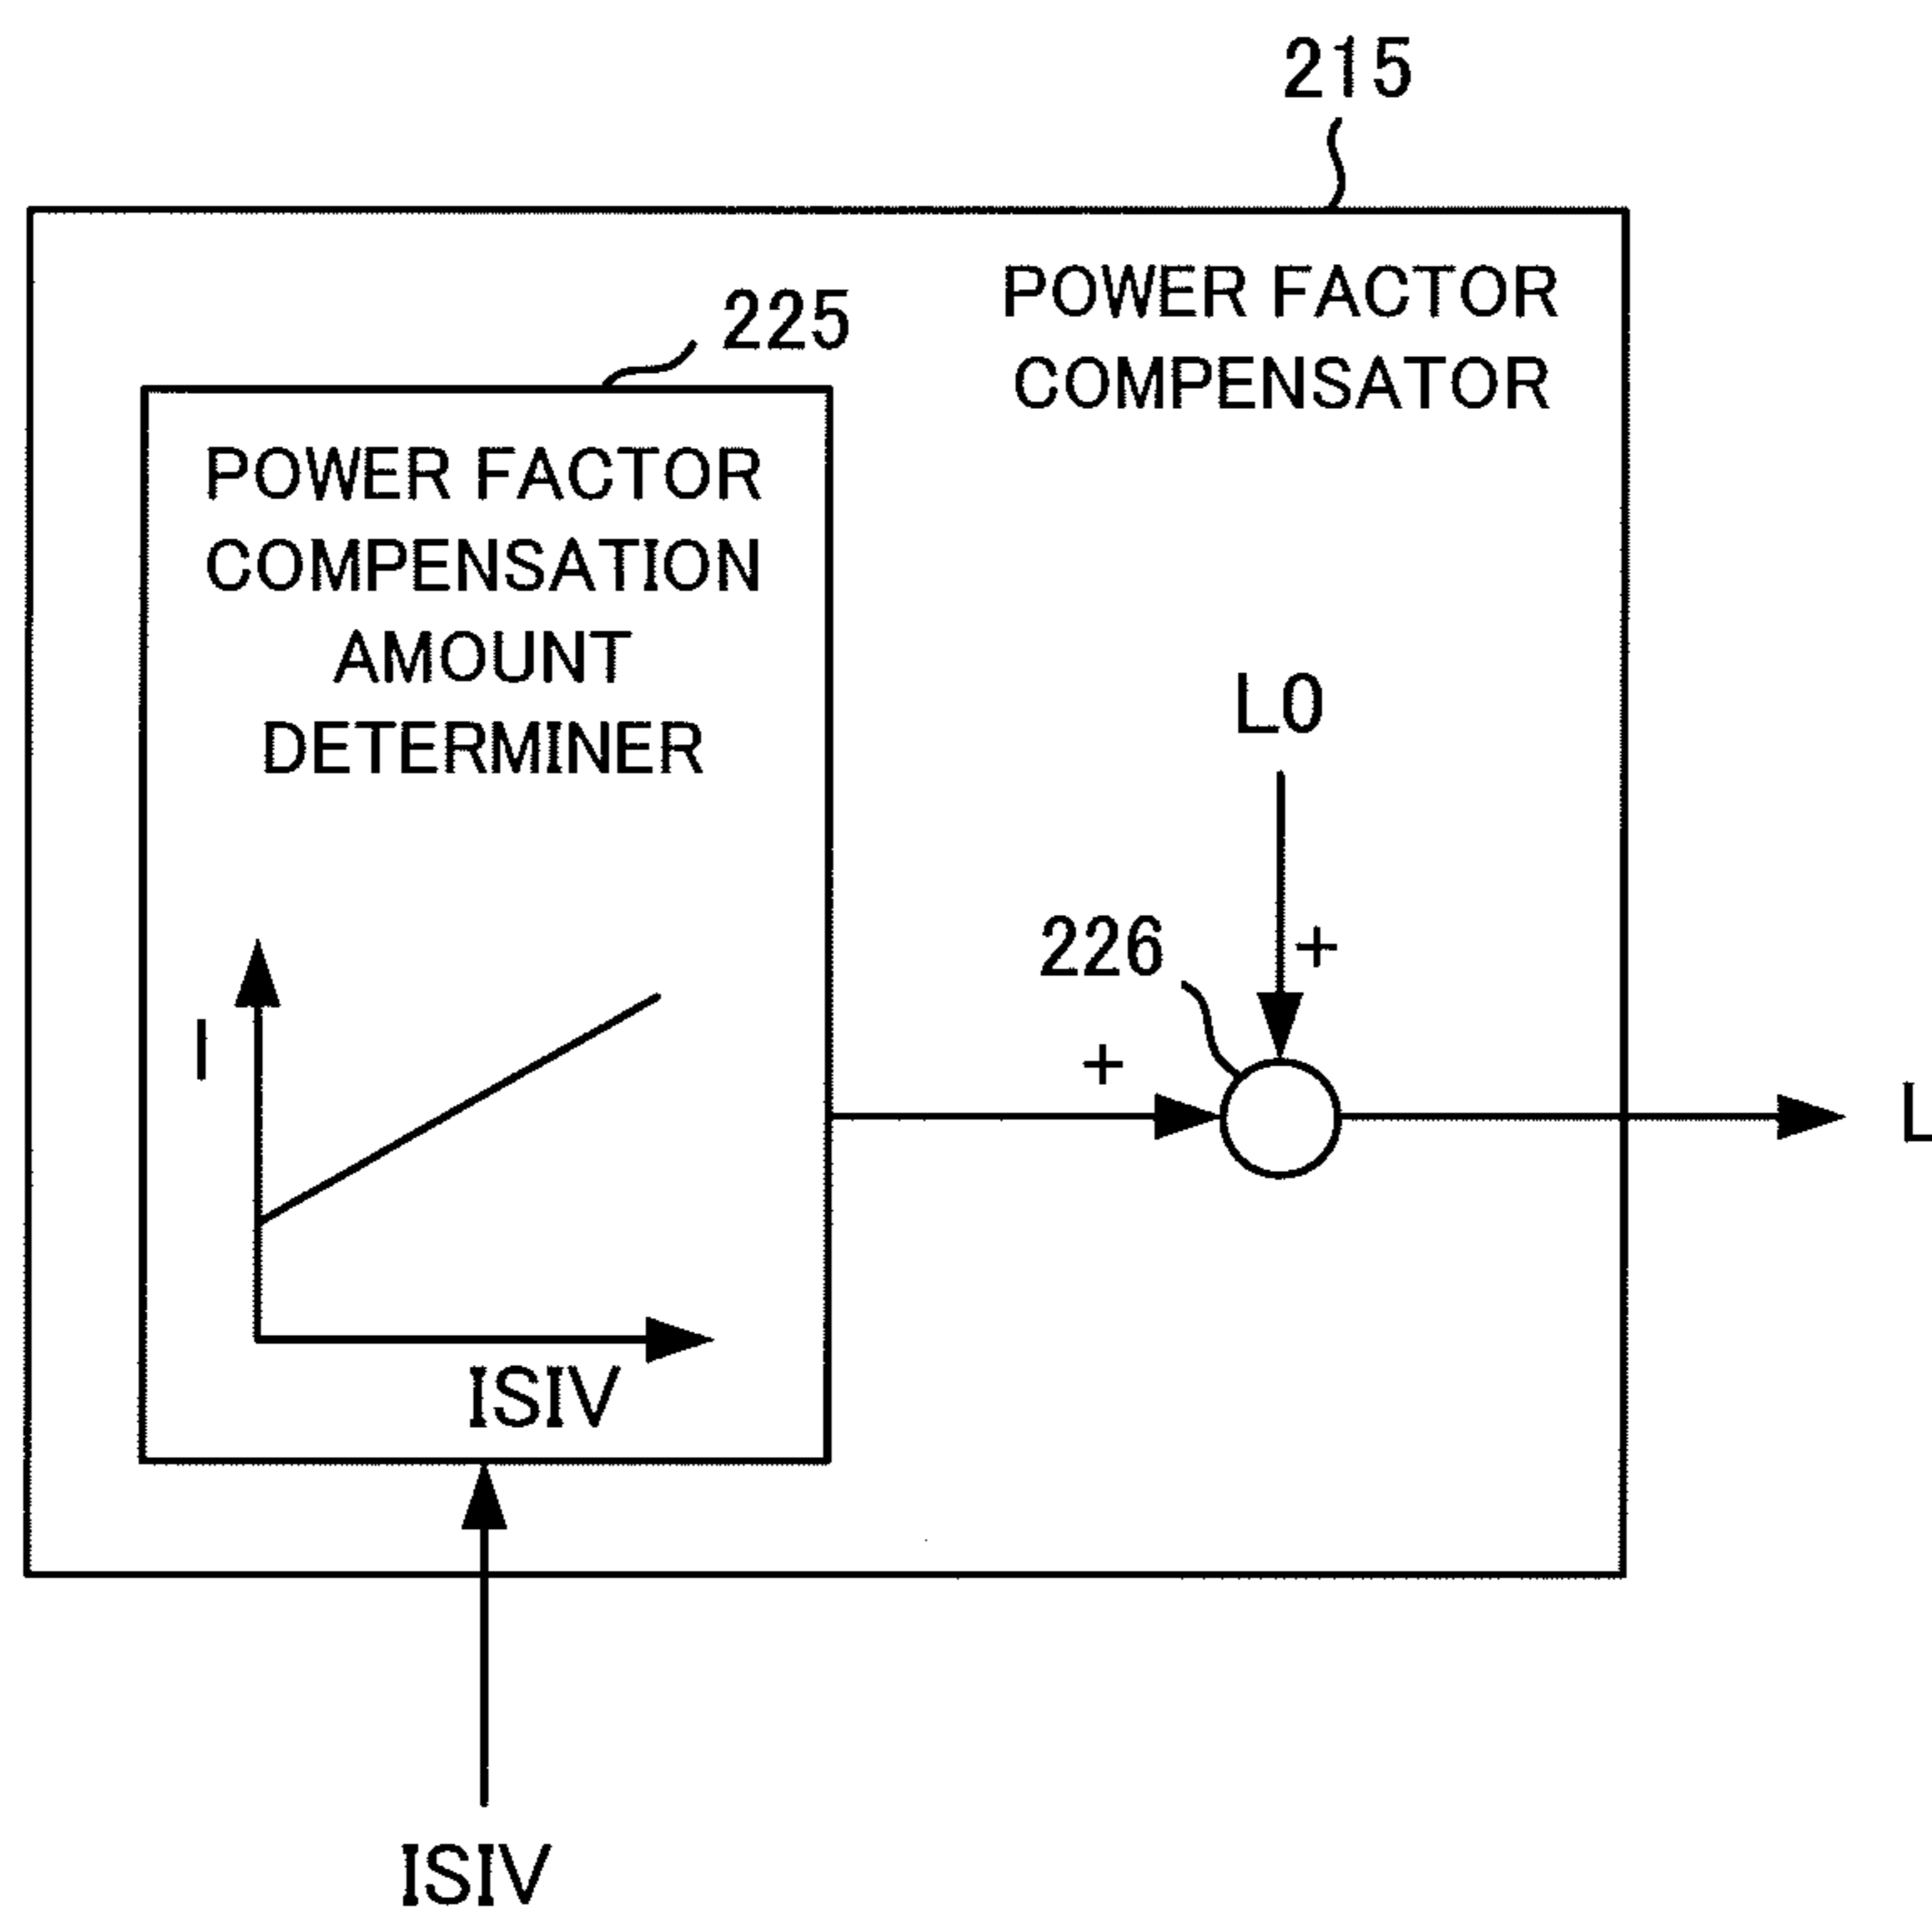 215
POWER FACTOR
COMPENSATOR
225
POWER FACTOR
COMPENSATION
AMOUNT
DETERMINER
L0
226
+
+
I
L
ISIV
ISIV